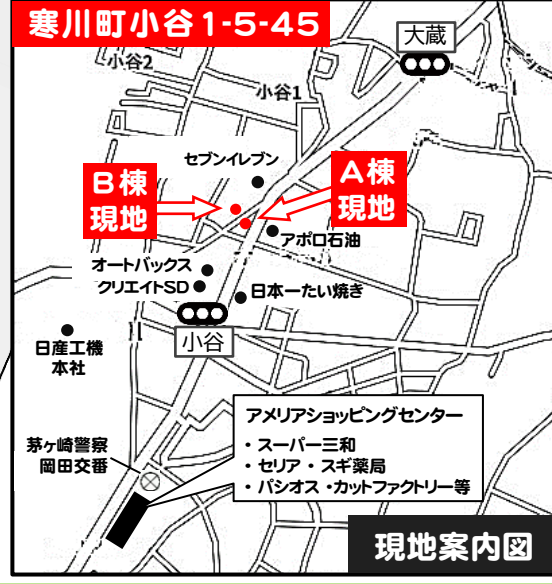 寒川町小谷1-5-45
大蔵
小谷2
小谷1
セブンイレブン
B棟
現地
A棟
現地
アポロ石油
オートバックス
クリエイトSD
日本一たい焼き
小谷
日産工機
本社
アメリアショッピングセンター
・スーパー三和
・セリア・スギ薬局
・パシオス・カットファクトリー等
茅ヶ崎警察
岡田交番
現地案内図